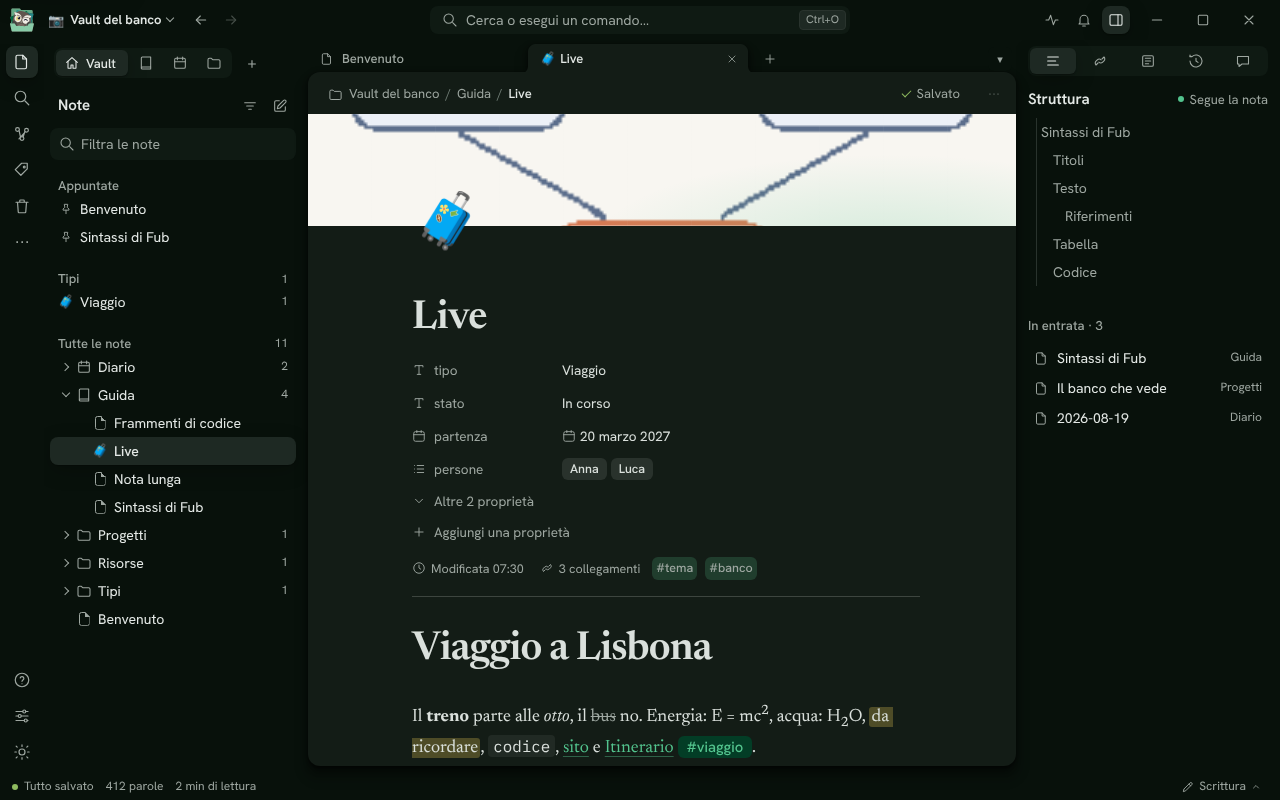 Vault del banco
Cerca o esegui un comando...
Ctrl+O
Vault
Benvenuto
Live
Note
Filtra le note
Appuntate
Benvenuto
Sintassi di Fub
Tipi 1
Viaggio 1
Tutte le note 11
Diario 2
Guida 4
Frammenti di codice
Live
Nota lunga
Sintassi di Fub
Progetti 1
Risorse 1
Tipi 1
Benvenuto
Vault del banco / Guida / Live
Salvato
Live
tipo Viaggio
stato In corso
partenza 20 marzo 2027
persone Anna Luca
Altre 2 proprietà
Aggiungi una proprietà
Modificata 07:30 3 collegamenti #tema #banco
Viaggio a Lisbona
Il treno parte alle otto, il bus no. Energia: E = mc², acqua: H₂O, da
ricordare, codice, sito e Itinerario #viaggio.
Struttura Segue la nota
Sintassi di Fub
Titoli
Testo
Riferimenti
Tabella
Codice
In entrata · 3
Sintassi di Fub Guida
Il banco che vede Progetti
2026-08-19 Diario
Tutto salvato 412 parole 2 min di lettura
Scrittura